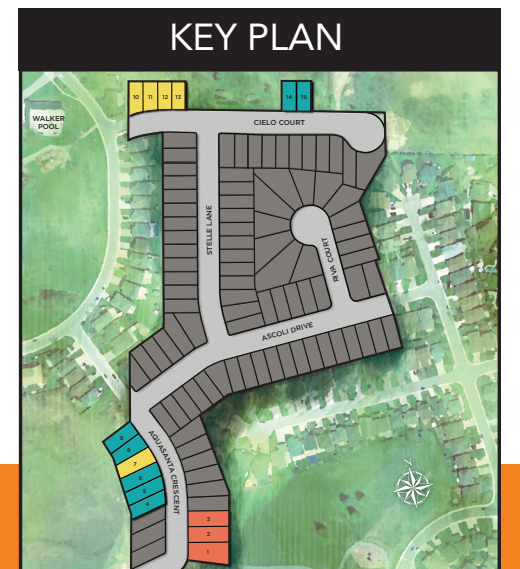 KEY PLAN
10 11 12 13
14 15
WALKER
POOL
CIELO COURT
STELLE LANE
RIVA COURT
ASCOLI DRIVE
AQUASANTA CRESCENT
9
8
7
6
5
4
N
3
2
1